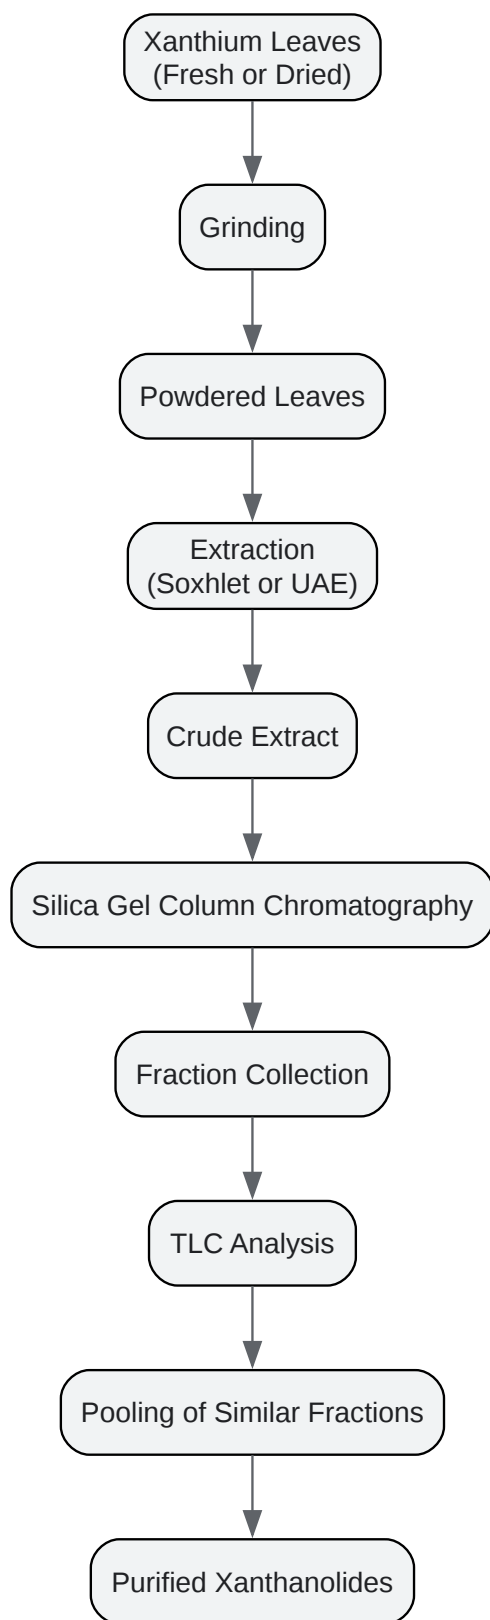 Xanthium Leaves
(Fresh or Dried)
Grinding
Powdered Leaves
Extraction
(Soxhlet or UAE)
Crude Extract
Silica Gel Column Chromatography
Fraction Collection
TLC Analysis
Pooling of Similar Fractions
Purified Xanthanolides